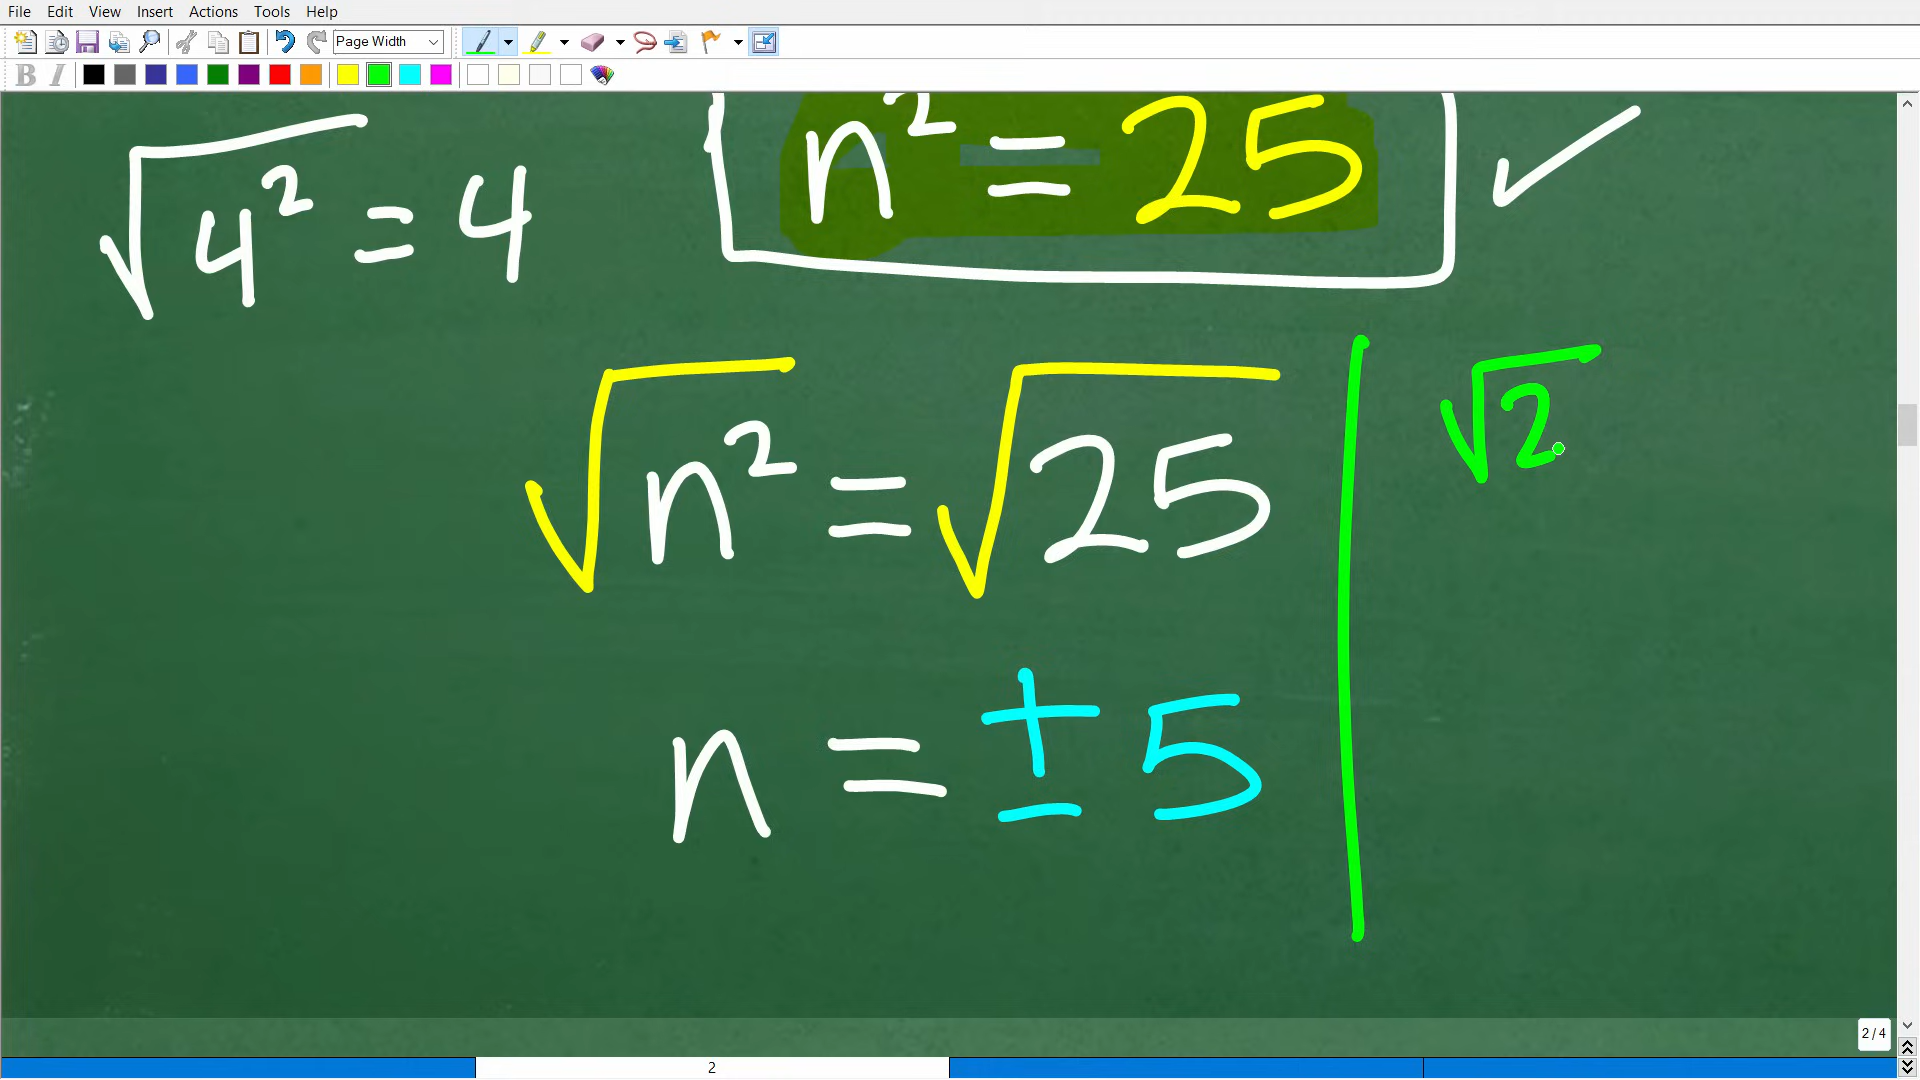 File Edit View Insert Actions Tools Help
Page Width
B I
n² = 25
√4² = 4
√n² = √25
√2
n = ± 5
2 / 4
2